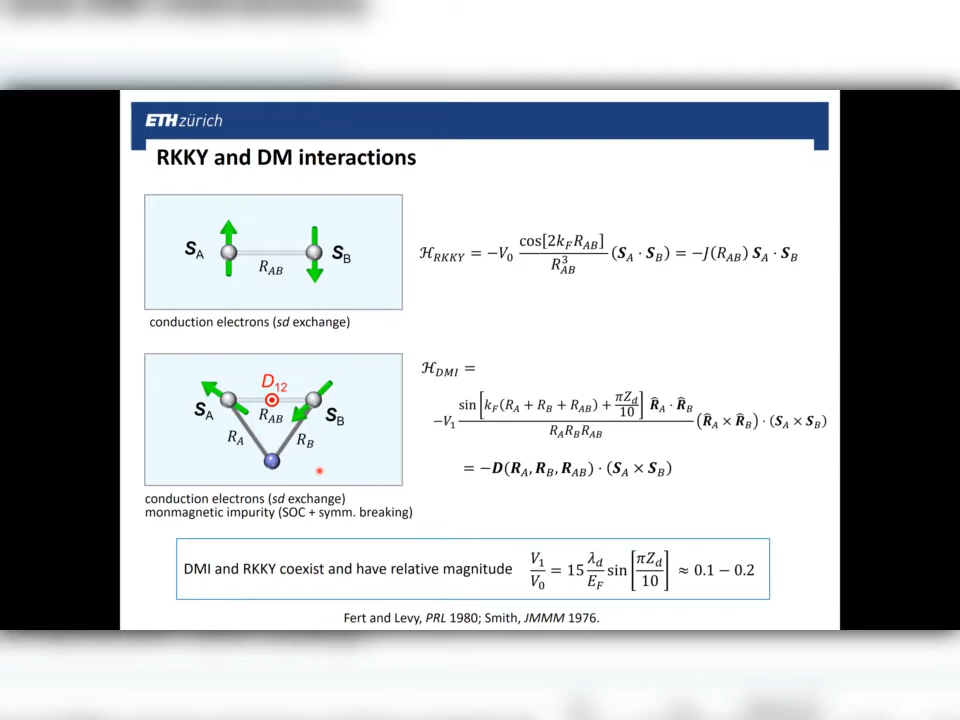 ETH zürich
RKKY and DM interactions
S_A
S_B
R_AB
ℋ_RKKY = −V_0 cos[2k_F R_AB] / R_AB^3 (S_A · S_B) = −J(R_AB) S_A · S_B
conduction electrons (sd exchange)
D_12
S_A
S_B
R_AB
R_A
R_B
ℋ_DMI =
−V_1 sin[k_F(R_A + R_B + R_AB) + πZ_d/10] R̂_A · R̂_B / R_A R_B R_AB (R̂_A × R̂_B) · (S_A × S_B)
= −D(R_A, R_B, R_AB) · (S_A × S_B)
conduction electrons (sd exchange)
monmagnetic impurity (SOC + symm. breaking)
DMI and RKKY coexist and have relative magnitude V_1/V_0 = 15 λ_d/E_F sin[πZ_d/10] ≈ 0.1 − 0.2
Fert and Levy, PRL 1980; Smith, JMMM 1976.